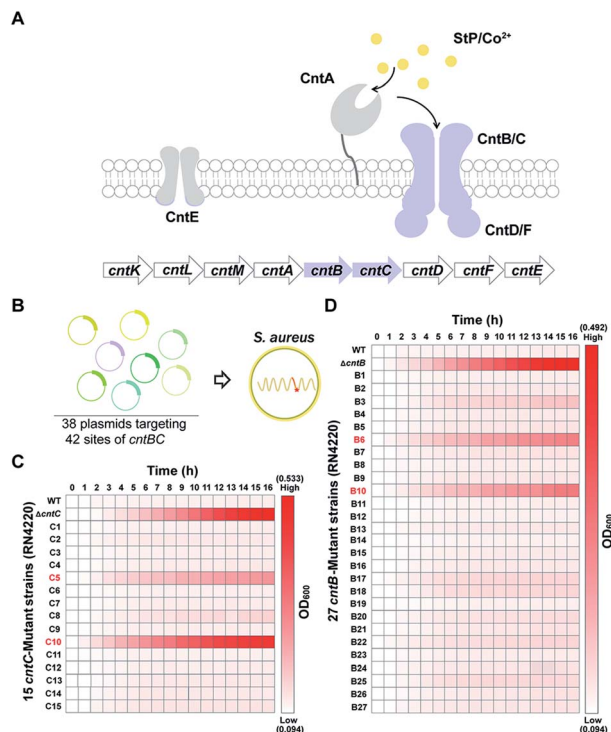 A
StP/Co²⁺
CntA
CntB/C
CntE
CntD/F
cntK cntL cntM cntA cntB cntC cntD cntF cntE
B
S. aureus
38 plasmids targeting
42 sites of cntBC
C
Time (h)
0 1 2 3 4 5 6 7 8 9 10 11 12 13 14 15 16
(0.533)
High
15 cntC-Mutant strains (RN4220)
WT
ΔcntC
C1
C2
C3
C4
C5
C6
C7
C8
C9
C10
C11
C12
C13
C14
C15
OD₆₀₀
Low
(0.094)
D
Time (h)
0 1 2 3 4 5 6 7 8 9 10 11 12 13 14 15 16
(0.492)
High
27 cntB-Mutant strains (RN4220)
WT
ΔcntB
B1
B2
B3
B4
B5
B6
B7
B8
B9
B10
B11
B12
B13
B14
B15
B16
B17
B18
B19
B20
B21
B22
B23
B24
B25
B26
B27
OD₆₀₀
Low
(0.094)